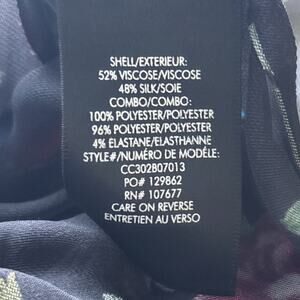 SHELL/EXTERIEUR:
52% VISCOSE/VISCOSE
48% SILK/SOIE
COMBO/COMBO:
100% POLYESTER/POLYESTER
96% POLYESTER/POLYESTER
4% ELASTANE/ELASTHANNE
STYLE#/NUMÉRO DE MODÈLE:
CC302B07013
PO# 129862
RN# 107677
CARE ON REVERSE
ENTRETIEN AU VERSO